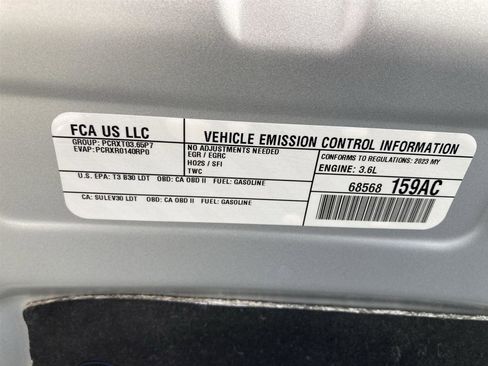 FCA US LLC
GROUP: PCRXT03.65P7
EVAP: PCRXR0140RP0
VEHICLE EMISSION CONTROL INFORMATION
NO ADJUSTMENTS NEEDED
EGR / EGRC
HO2S / SFI
TWC
CONFORMS TO REGULATIONS: 2023 MY
ENGINE: 3.6L
68568 159AC
U.S. EPA: T3 B30 LDT OBD: CA OBD II FUEL: GASOLINE
CA: SULEV30 LDT OBD: CA OBD II FUEL: GASOLINE